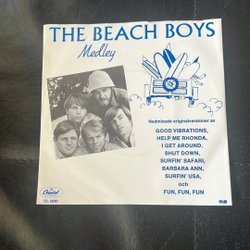 THE BEACH BOYS
Medley
Nedmixade originalversioner av
GOOD VIBRATIONS,
HELP ME RHONDA,
I GET AROUND,
SHUT DOWN,
SURFIN' SAFARI,
BARBARA ANN,
SURFIN' USA,
och
FUN, FUN, FUN
Capitol